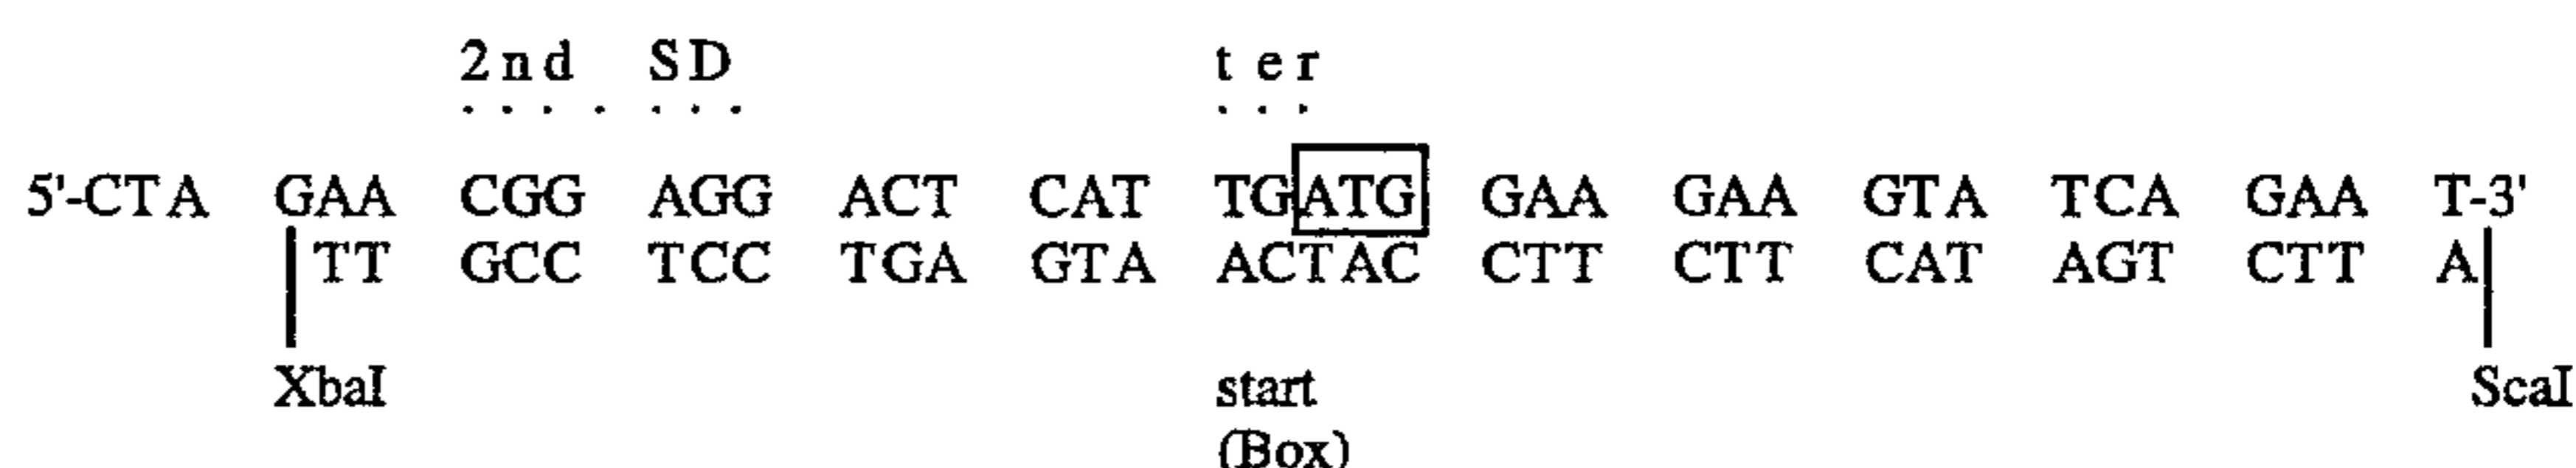 2nd SD ter
5'-CTA GAA CGG AGG ACT CAT TGATG GAA GAA GTA TCA GAA T-3'
TT GCC TCC TGA GTA ACTAC CTT CTT CAT AGT CTT A
XbaI start ScaI
(Box)